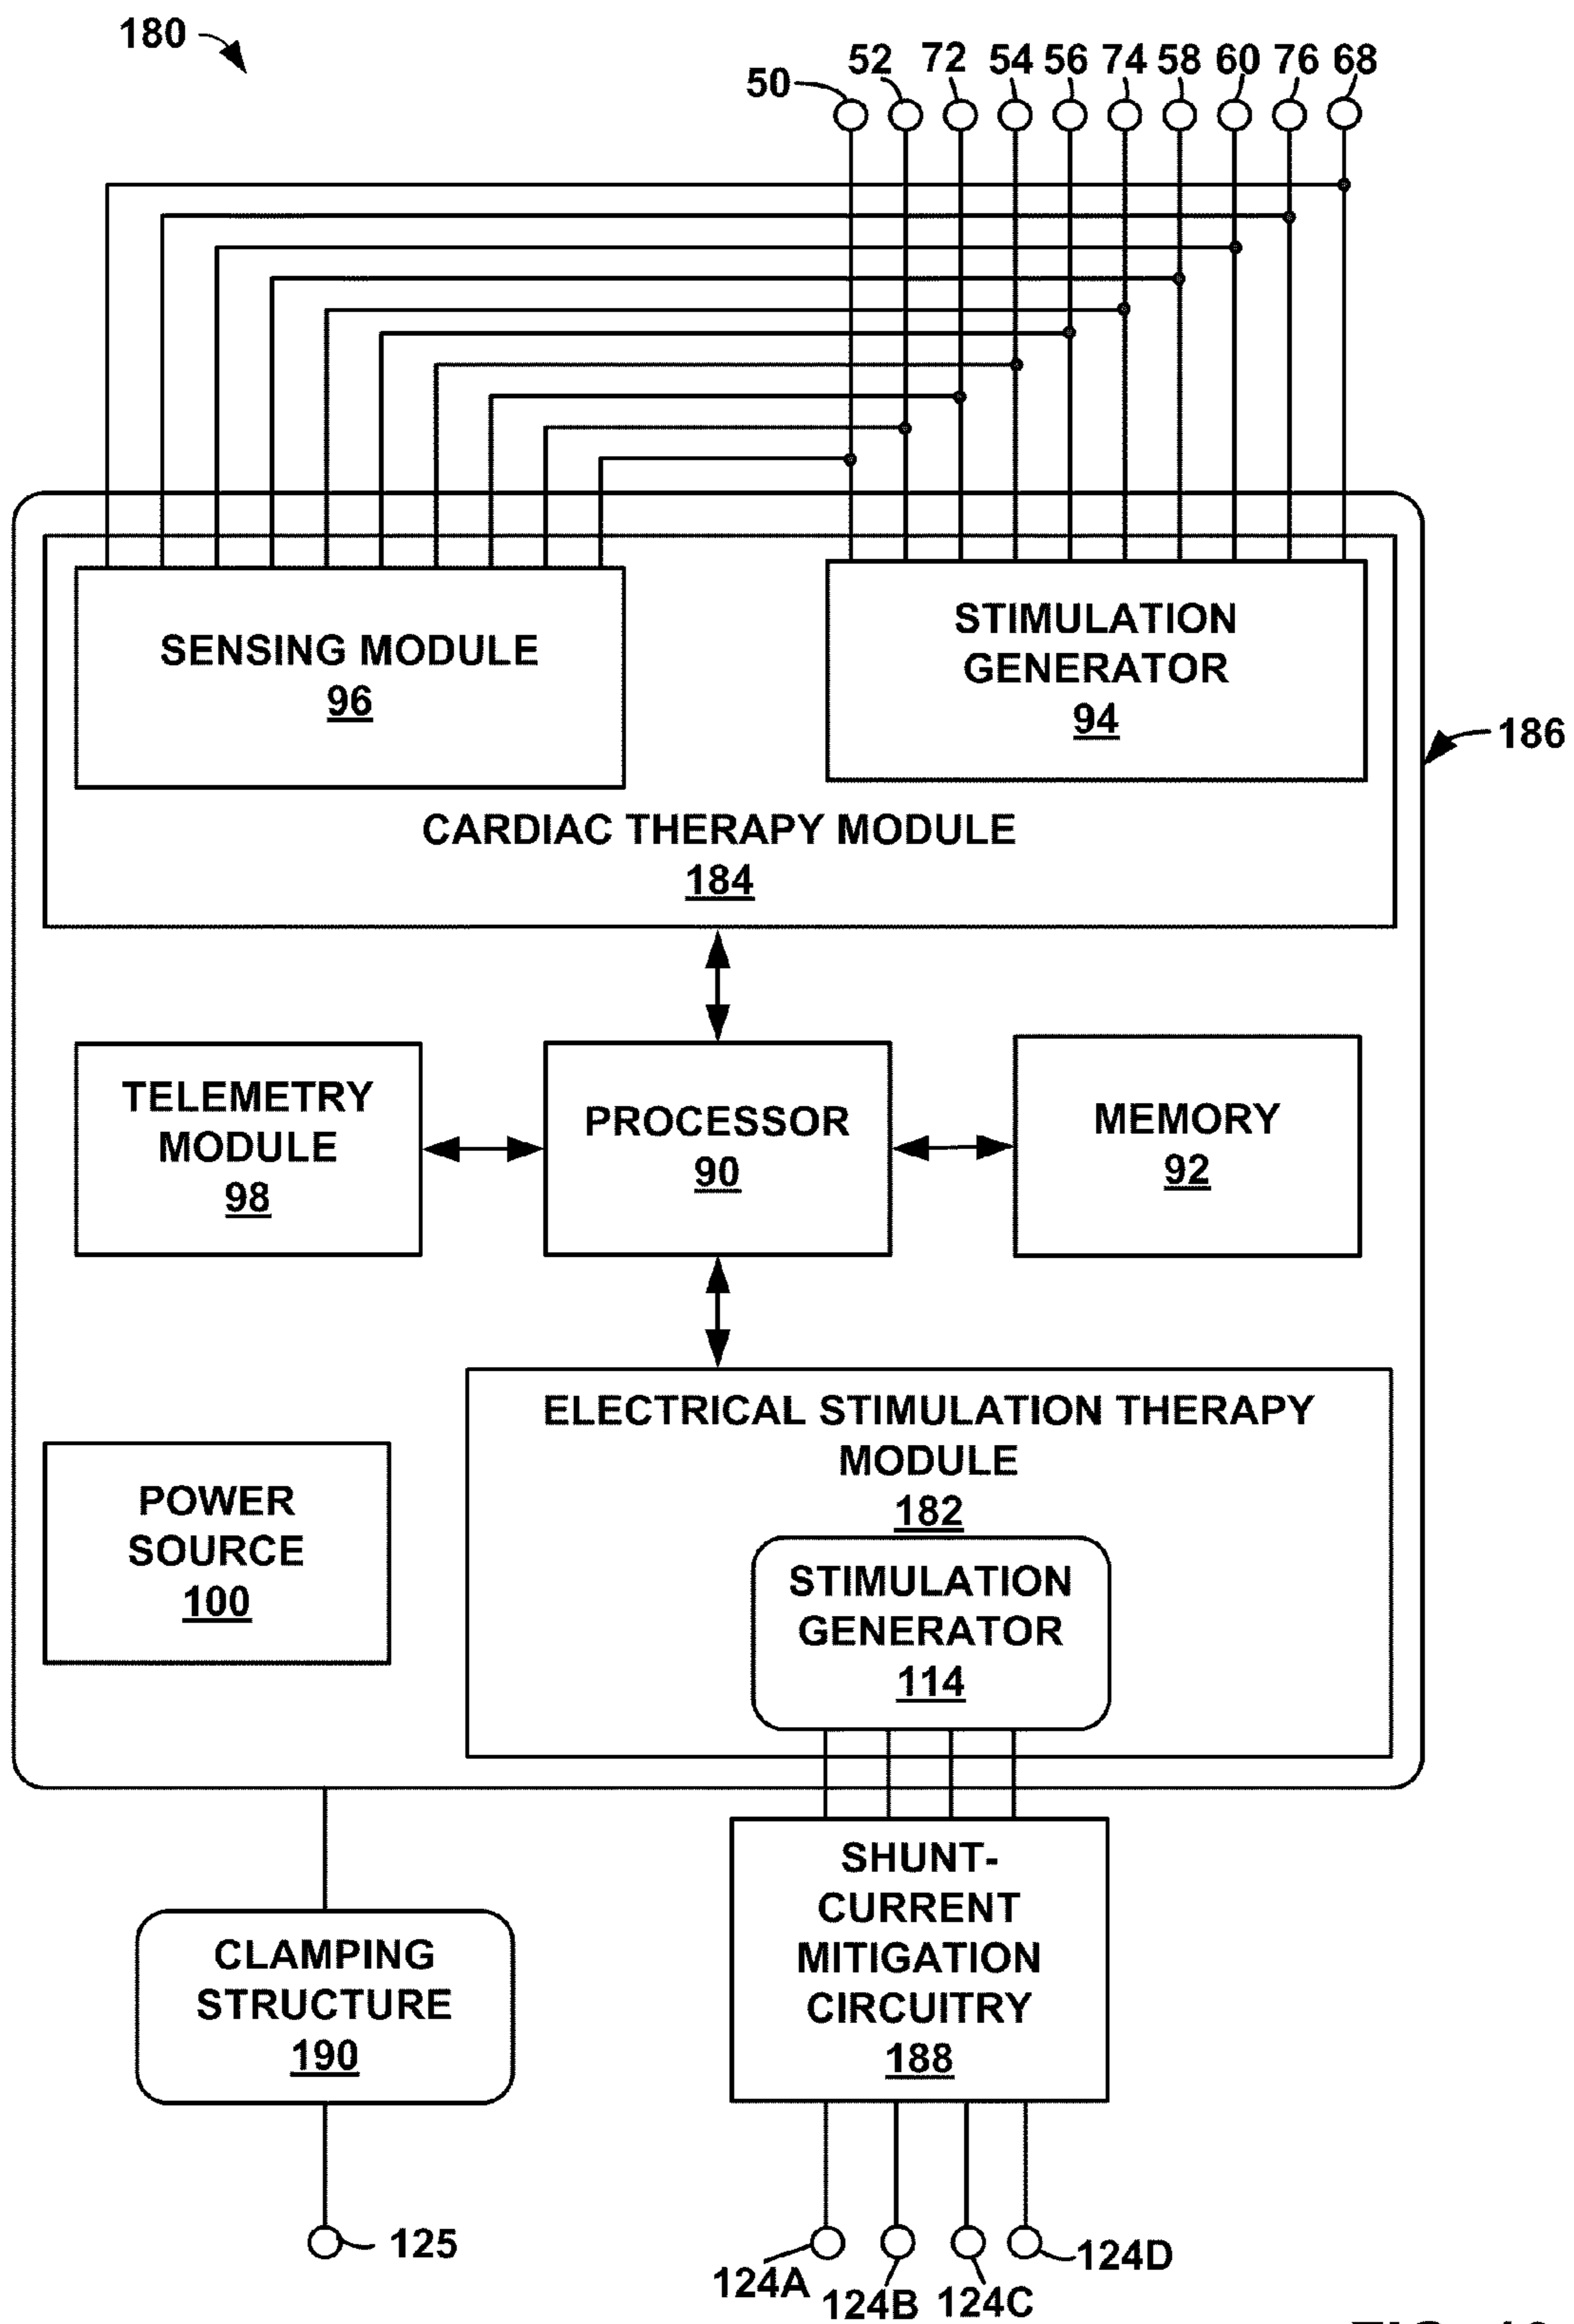 180
50 52 72 54 56 74 58 60 76 68
SENSING MODULE
96
STIMULATION
GENERATOR
94
186
CARDIAC THERAPY MODULE
184
TELEMETRY
MODULE
98
PROCESSOR
90
MEMORY
92
ELECTRICAL STIMULATION THERAPY
MODULE
182
POWER
SOURCE
100
STIMULATION
GENERATOR
114
CLAMPING
STRUCTURE
190
SHUNT-
CURRENT
MITIGATION
CIRCUITRY
188
125
124A 124B 124C 124D